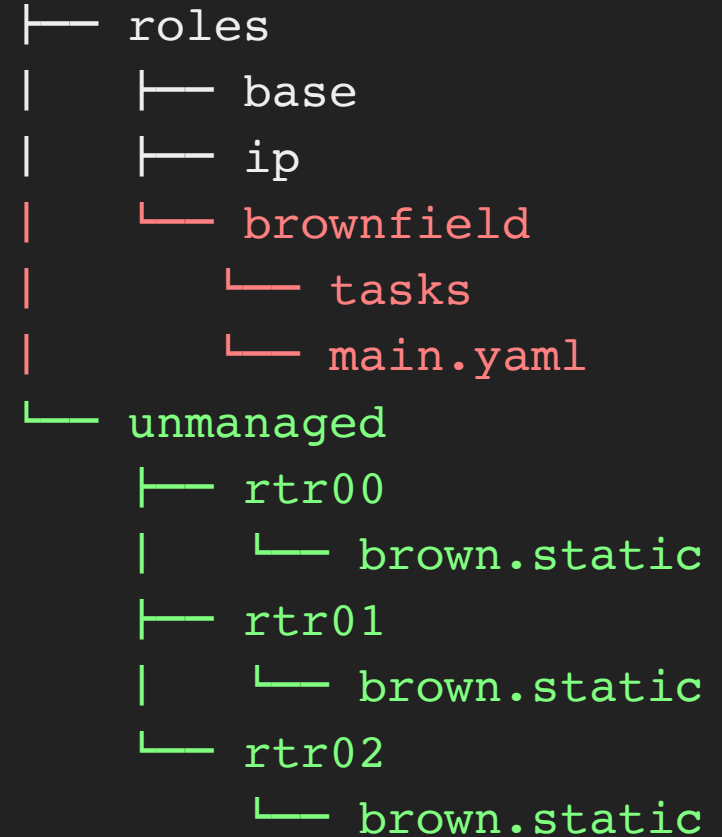 ├── roles
│   ├── base
│   ├── ip
│   └── brownfield
│      └── tasks
│      └── main.yaml
└── unmanaged
    ├── rtr00
    │   └── brown.static
    ├── rtr01
    │   └── brown.static
    └── rtr02
        └── brown.static